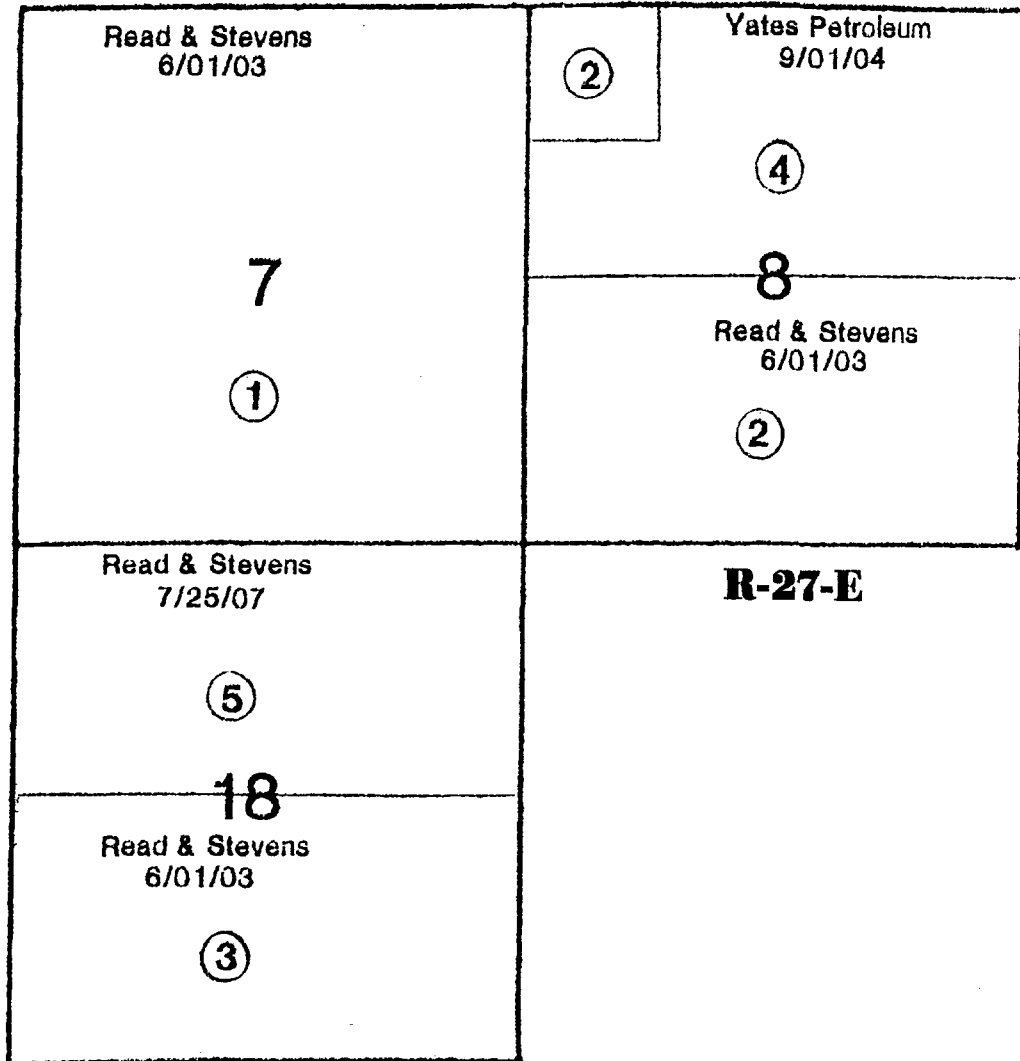 Read & Stevens
6/01/03
7
1
2
Yates Petroleum
9/01/04
4
8
Read & Stevens
6/01/03
2
Read & Stevens
7/25/07
5
18
Read & Stevens
6/01/03
3
R-27-E